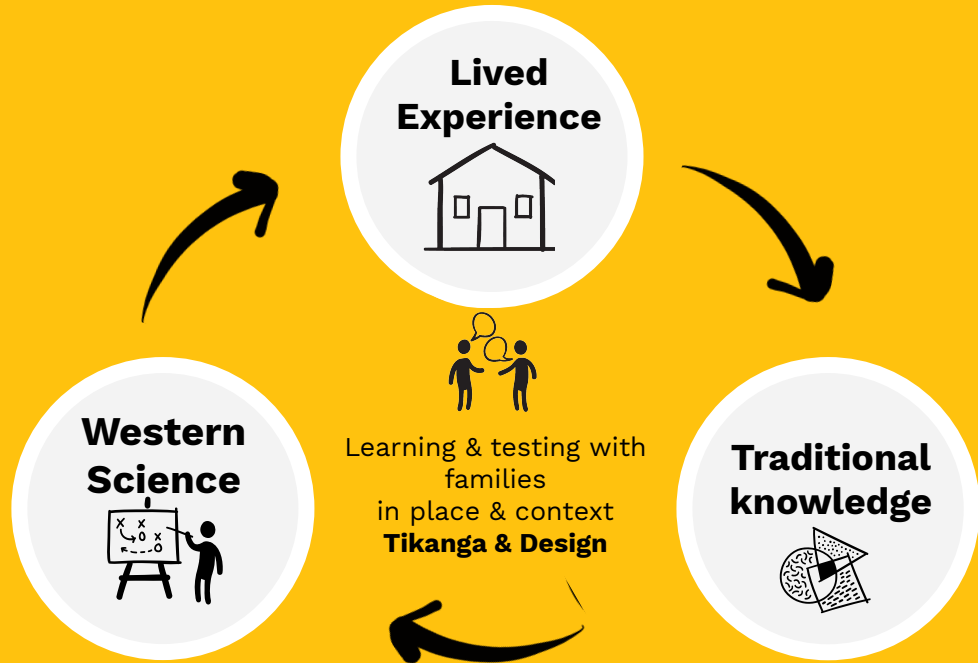 Lived
Experience
Western
Science
Learning & testing with
families
in place & context
Tikanga & Design
Traditional
knowledge